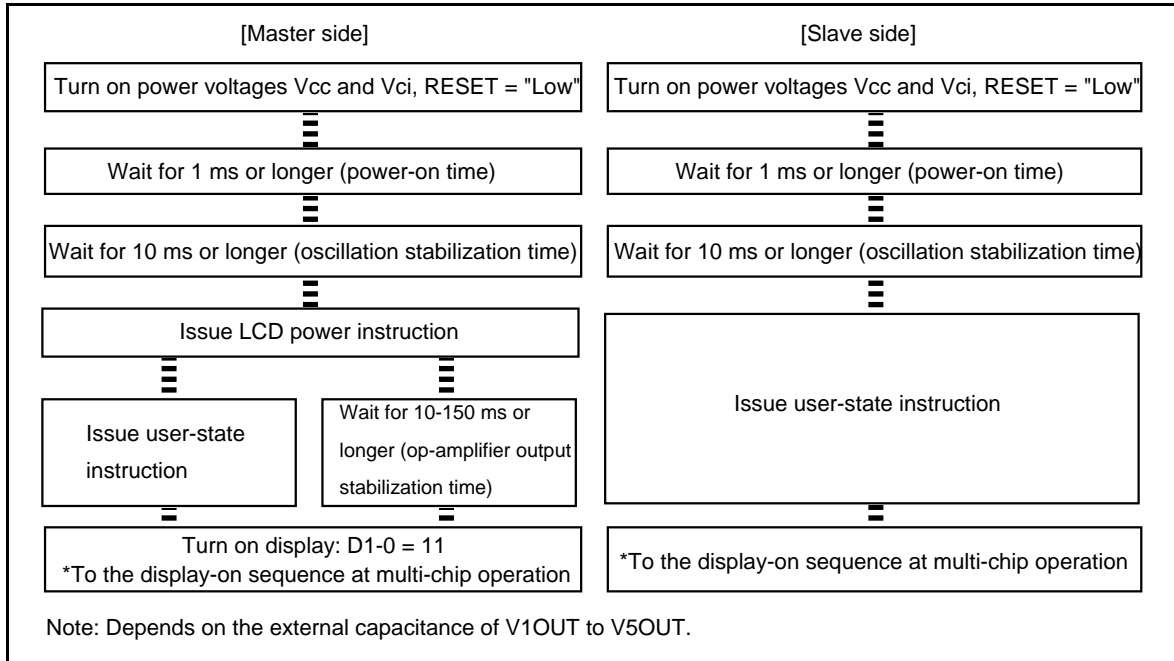 [Master side]
Turn on power voltages Vcc and Vci, RESET = "Low"
Wait for 1 ms or longer (power-on time)
Wait for 10 ms or longer (oscillation stabilization time)
Issue LCD power instruction
Issue user-state
instruction
Wait for 10-150 ms or
longer (op-amplifier output
stabilization time)
Turn on display: D1-0 = 11
*To the display-on sequence at multi-chip operation
[Slave side]
Turn on power voltages Vcc and Vci, RESET = "Low"
Wait for 1 ms or longer (power-on time)
Wait for 10 ms or longer (oscillation stabilization time)
Issue user-state instruction
*To the display-on sequence at multi-chip operation
Note: Depends on the external capacitance of V1OUT to V5OUT.